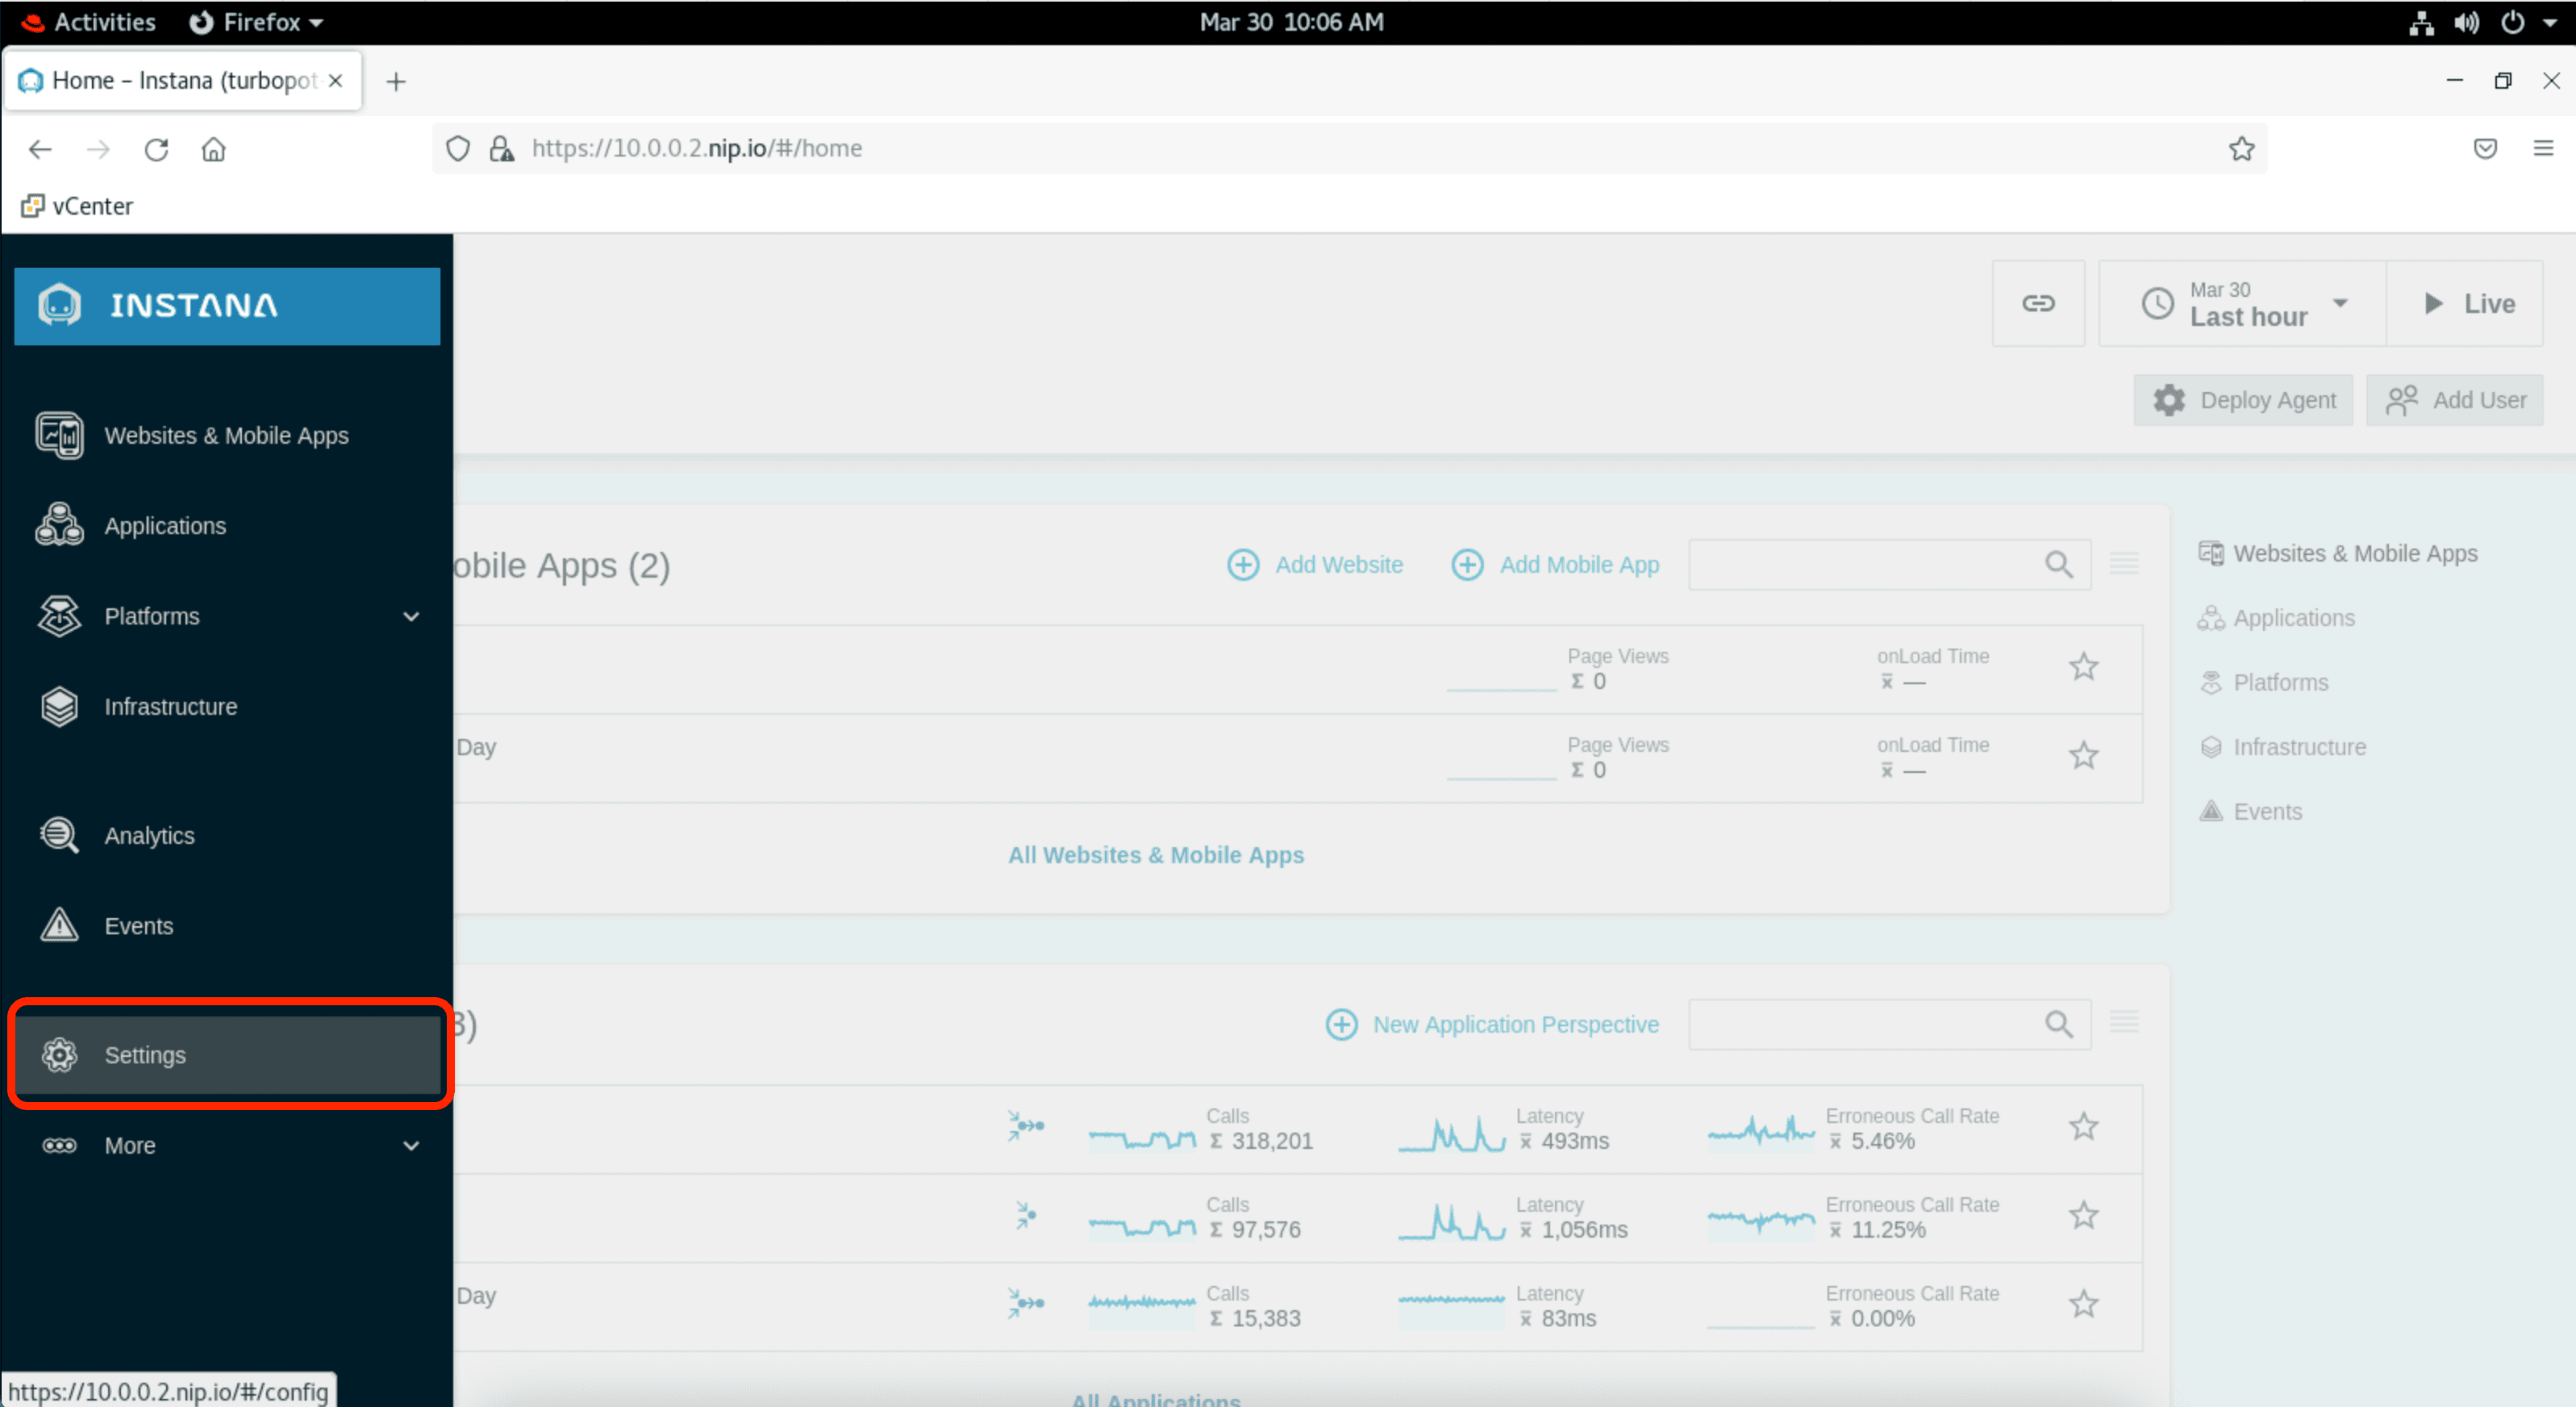 Activities
Firefox
Mar 30 10:06 AM
Home – Instana (turbopot
https://10.0.0.2.nip.io/#/home
vCenter
INSTANA
Websites & Mobile Apps
Applications
Platforms
Infrastructure
Analytics
Events
Settings
More
https://10.0.0.2.nip.io/#/config
Mar 30
Last hour
Live
Deploy Agent
Add User
obile Apps (2)
Add Website
Add Mobile App
Page Views
Σ 0
onLoad Time
x̅ —
Day
Page Views
Σ 0
onLoad Time
x̅ —
All Websites & Mobile Apps
3)
New Application Perspective
Calls
Σ 318,201
Latency
x̅ 493ms
Erroneous Call Rate
x̅ 5.46%
Calls
Σ 97,576
Latency
x̅ 1,056ms
Erroneous Call Rate
x̅ 11.25%
Day
Calls
Σ 15,383
Latency
x̅ 83ms
Erroneous Call Rate
x̅ 0.00%
All Applications
Websites & Mobile Apps
Applications
Platforms
Infrastructure
Events